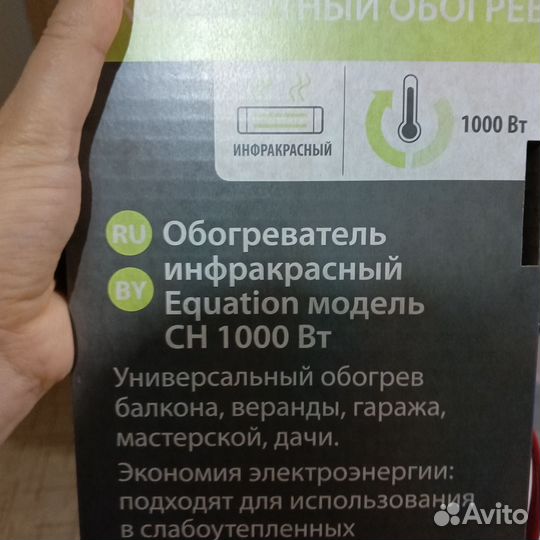 ОБОГРЕВ
ИНФРАКРАСНЫЙ
1000 Вт
RU
Обогреватель
инфракрасный
BY
Equation модель
CH 1000 Вт
Универсальный обогрев
балкона, веранды, гаража,
мастерской, дачи.
Экономия электроэнергии:
подходят для использования
в слабоутепленных
Avito